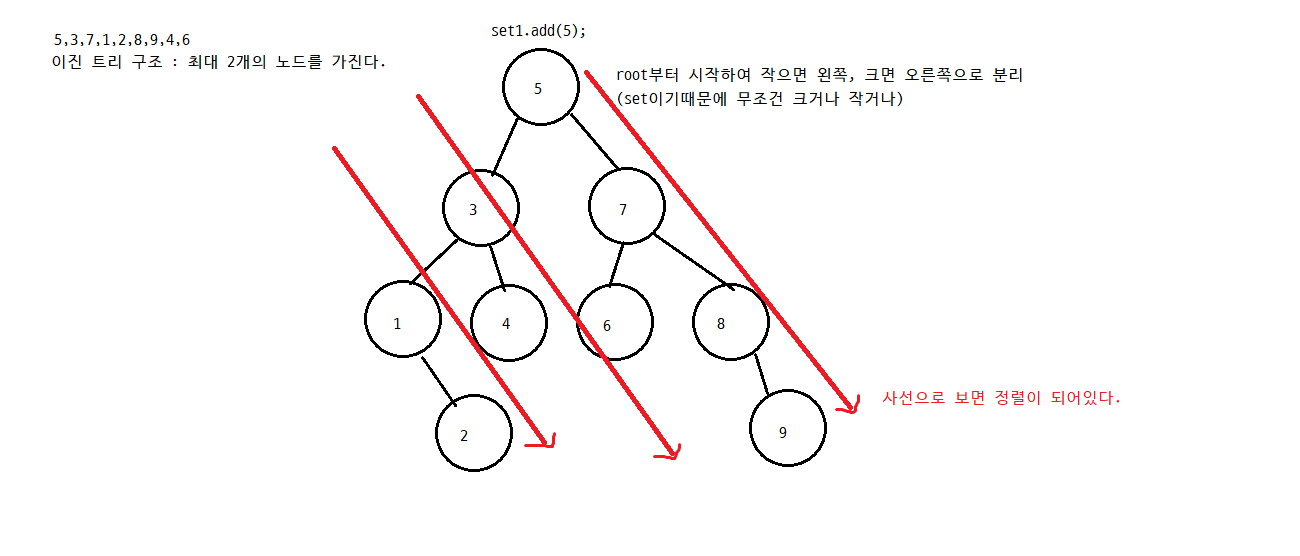 set1.add(5);
5,3,7,1,2,8,9,4,6
이진 트리 구조 : 최대 2개의 노드를 가진다.
root부터 시작하여 작으면 왼쪽, 크면 오른쪽으로 분리
(set이기때문에 무조건 크거나 작거나)
5
3
7
1
4
6
8
2
9
사선으로 보면 정렬이 되어있다.